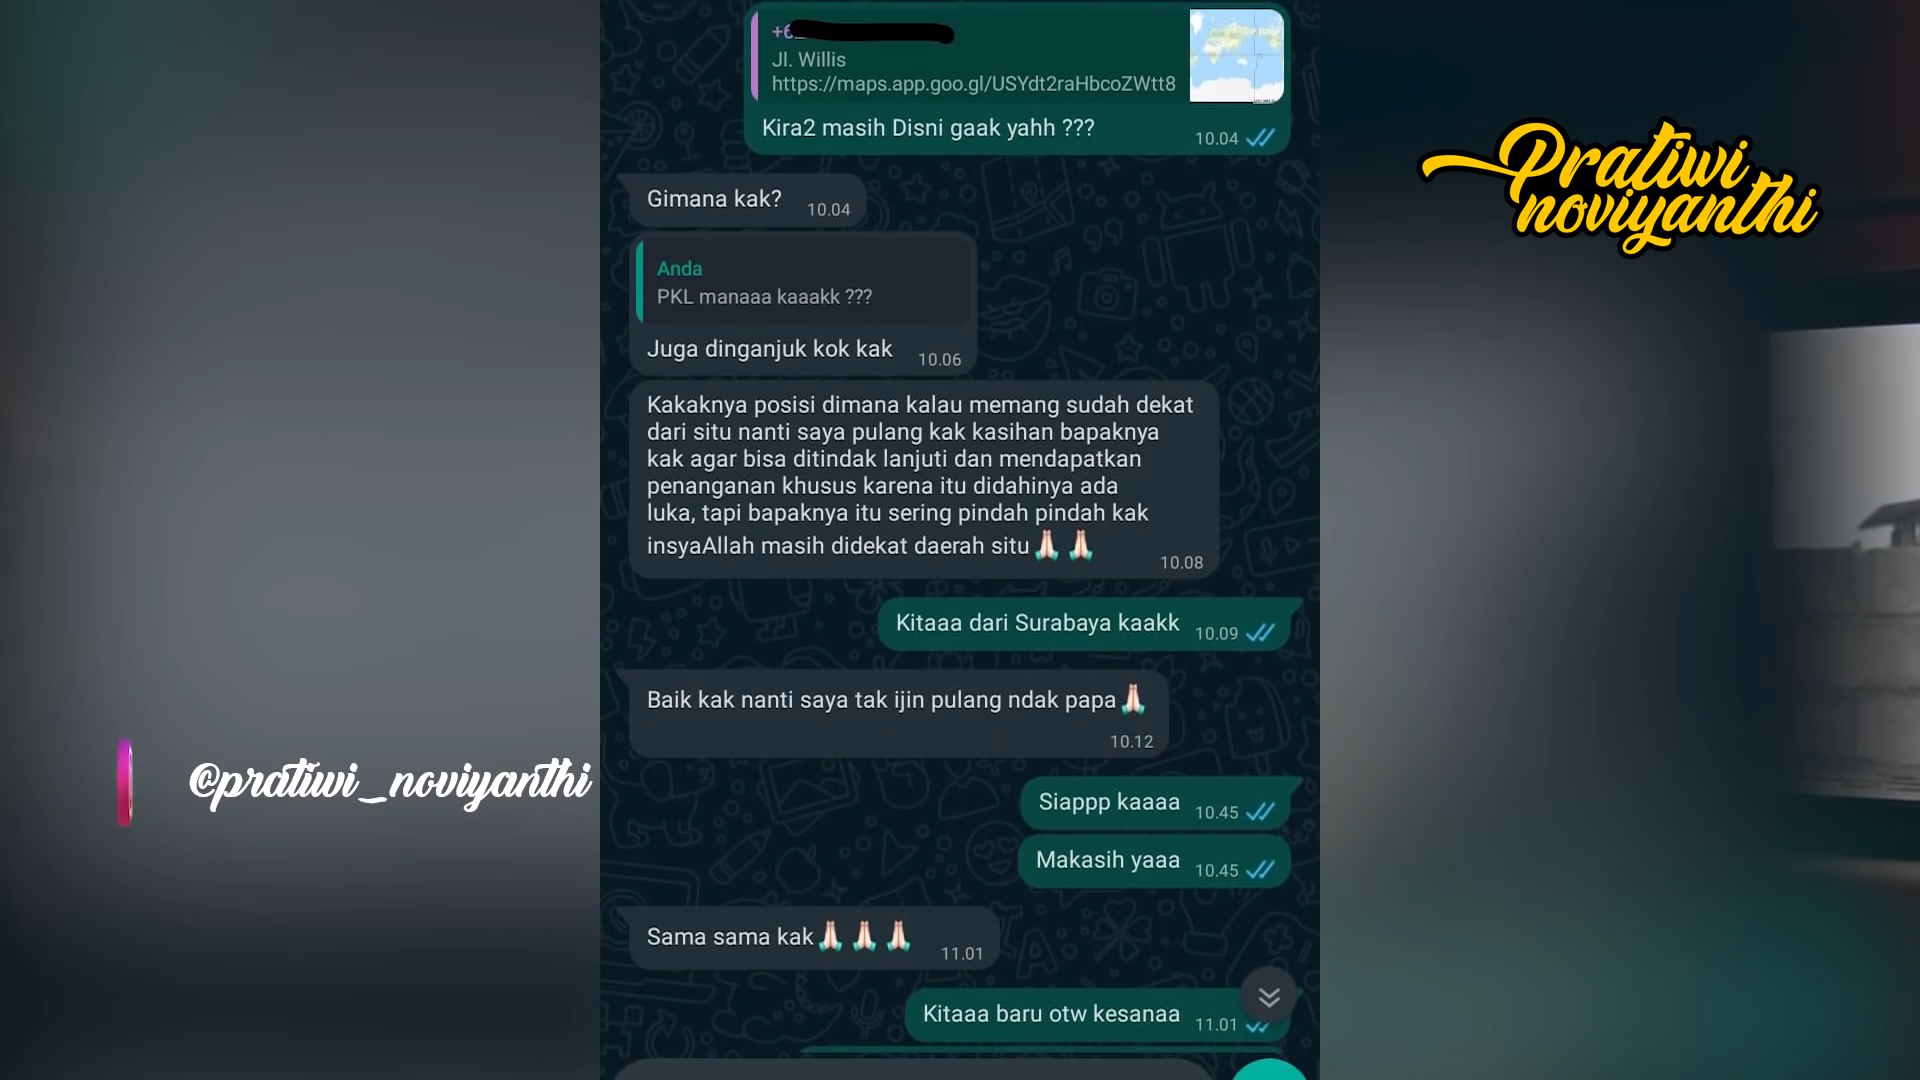 Jl. Willis
https://maps.app.goo.gl/USYdt2raHbcoZWtt8
Kira2 masih Disni gaak yahh ???
10.04
Gimana kak?
10.04
Anda
PKL manaaa kaaakk ???
Juga dinganjuk kok kak
10.06
Kakaknya posisi dimana kalau memang sudah dekat
dari situ nanti saya pulang kak kasihan bapaknya
kak agar bisa ditindak lanjuti dan mendapatkan
penanganan khusus karena itu didahinya ada
luka, tapi bapaknya itu sering pindah pindah kak
insyaAllah masih didekat daerah situ🙏🏻 🙏🏻
10.08
Kitaaa dari Surabaya kaakk
10.09
Baik kak nanti saya tak ijin pulang ndak papa🙏🏻
10.12
Siappp kaaaa
10.45
Makasih yaaa
10.45
Sama sama kak🙏🏻 🙏🏻 🙏🏻
11.01
Kitaaa baru otw kesanaa
11.01
Pratiwi
noviyanthi
@pratiwi_noviyanthi